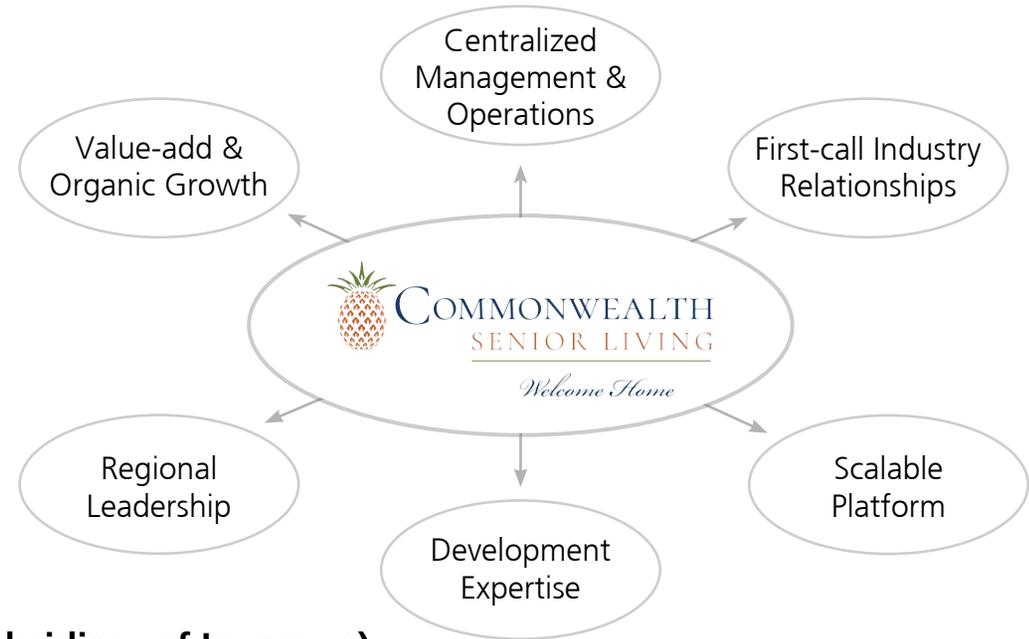 Centralized
Management &
Operations
Value-add &
Organic Growth
First-call Industry
Relationships
COMMONWEALTH
SENIOR LIVING
Welcome Home
Regional
Leadership
Scalable
Platform
Development
Expertise